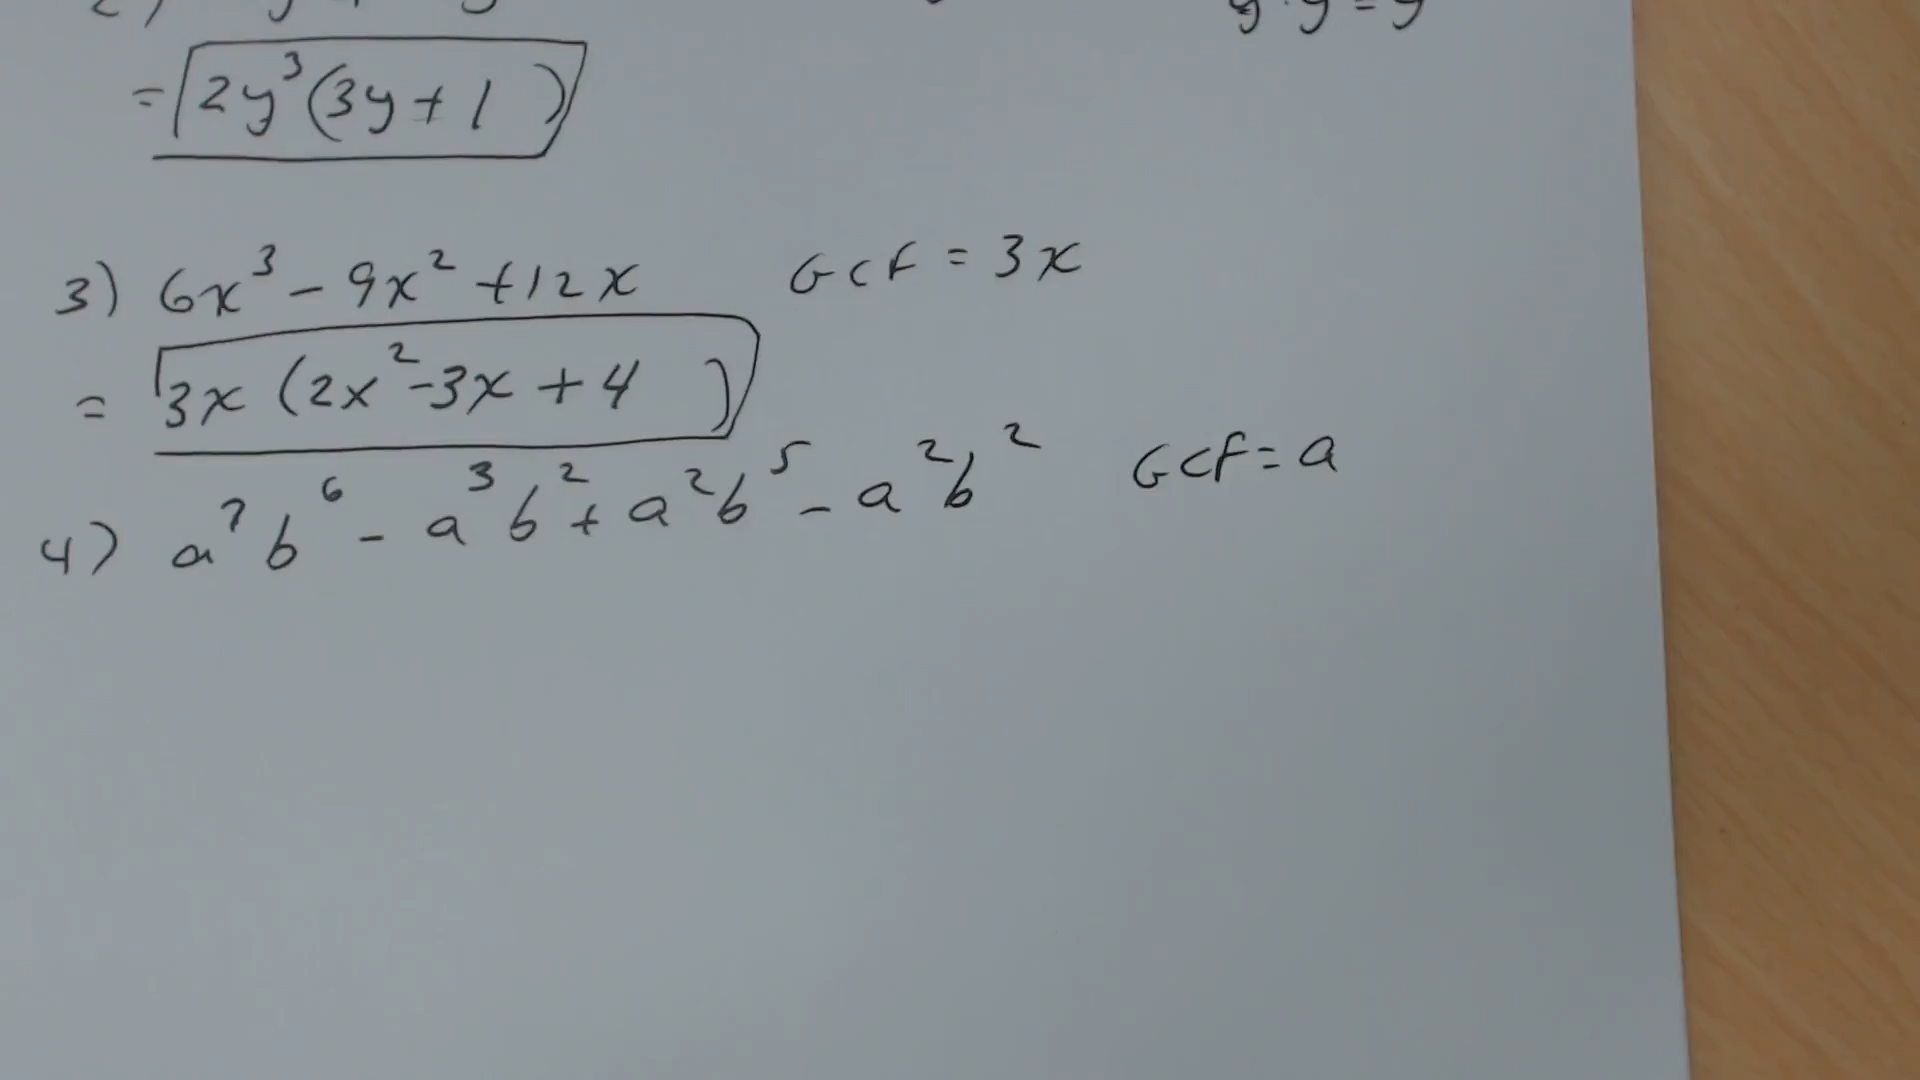 = 2y³(3y + 1 )
3) 6x³ - 9x² + 12x GCF = 3x
= 3x (2x² - 3x + 4 )
4) a⁷b⁶ - a³b² + a²b⁵ - a²b² GCF = a